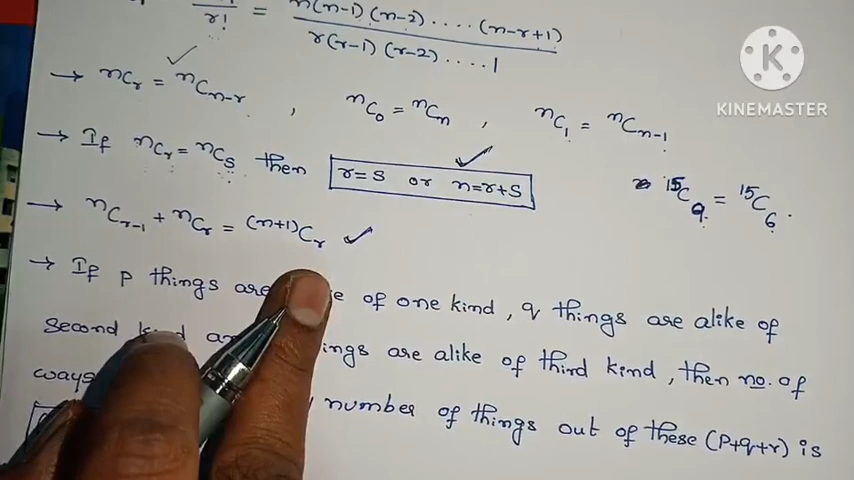 r! = n(n-1)(n-2)....(n-r+1)
r(r-1)(r-2)....1
→ nCr = nCn-r , nC0 = nCn , nC1 = nCn-1
→ If nCr = nCs then r=s or n=r+s
15C9 = 15C6.
→ nCr-1 + nCr = (n+1)Cr
→ If p things are of one kind, q things are alike of
second kind are alike of third kind, then no. of
ways number of things out of these (p+q+r) is
K
KINEMASTER